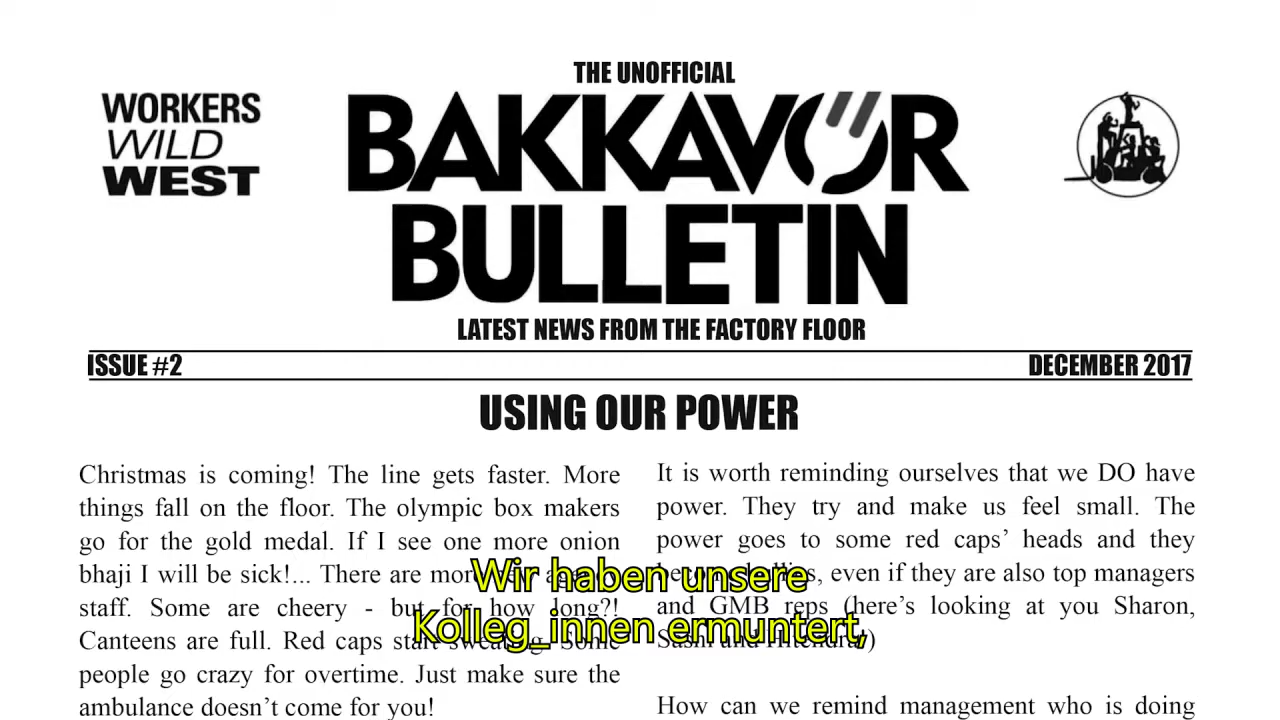 THE UNOFFICIAL
WORKERS
WILD
WEST
BAKKAVOR
BULLETIN
LATEST NEWS FROM THE FACTORY FLOOR
ISSUE #2
DECEMBER 2017
USING OUR POWER
Christmas is coming! The line gets faster. More
things fall on the floor. The olympic box makers
go for the gold medal. If I see one more onion
bhaji I will be sick!... There are more
staff. Some are cheery - but for how long?!
Canteens are full. Red caps start sweating. Some
people go crazy for overtime. Just make sure the
ambulance doesn't come for you!
It is worth reminding ourselves that we DO have
power. They try and make us feel small. The
power goes to some red caps' heads and they
bullies, even if they are also top managers
and GMB reps (here's looking at you Sharon,
Sashi und Hitendra!)
How can we remind management who is doing
Wir haben unsere
Kolleg_innen ermuntert,